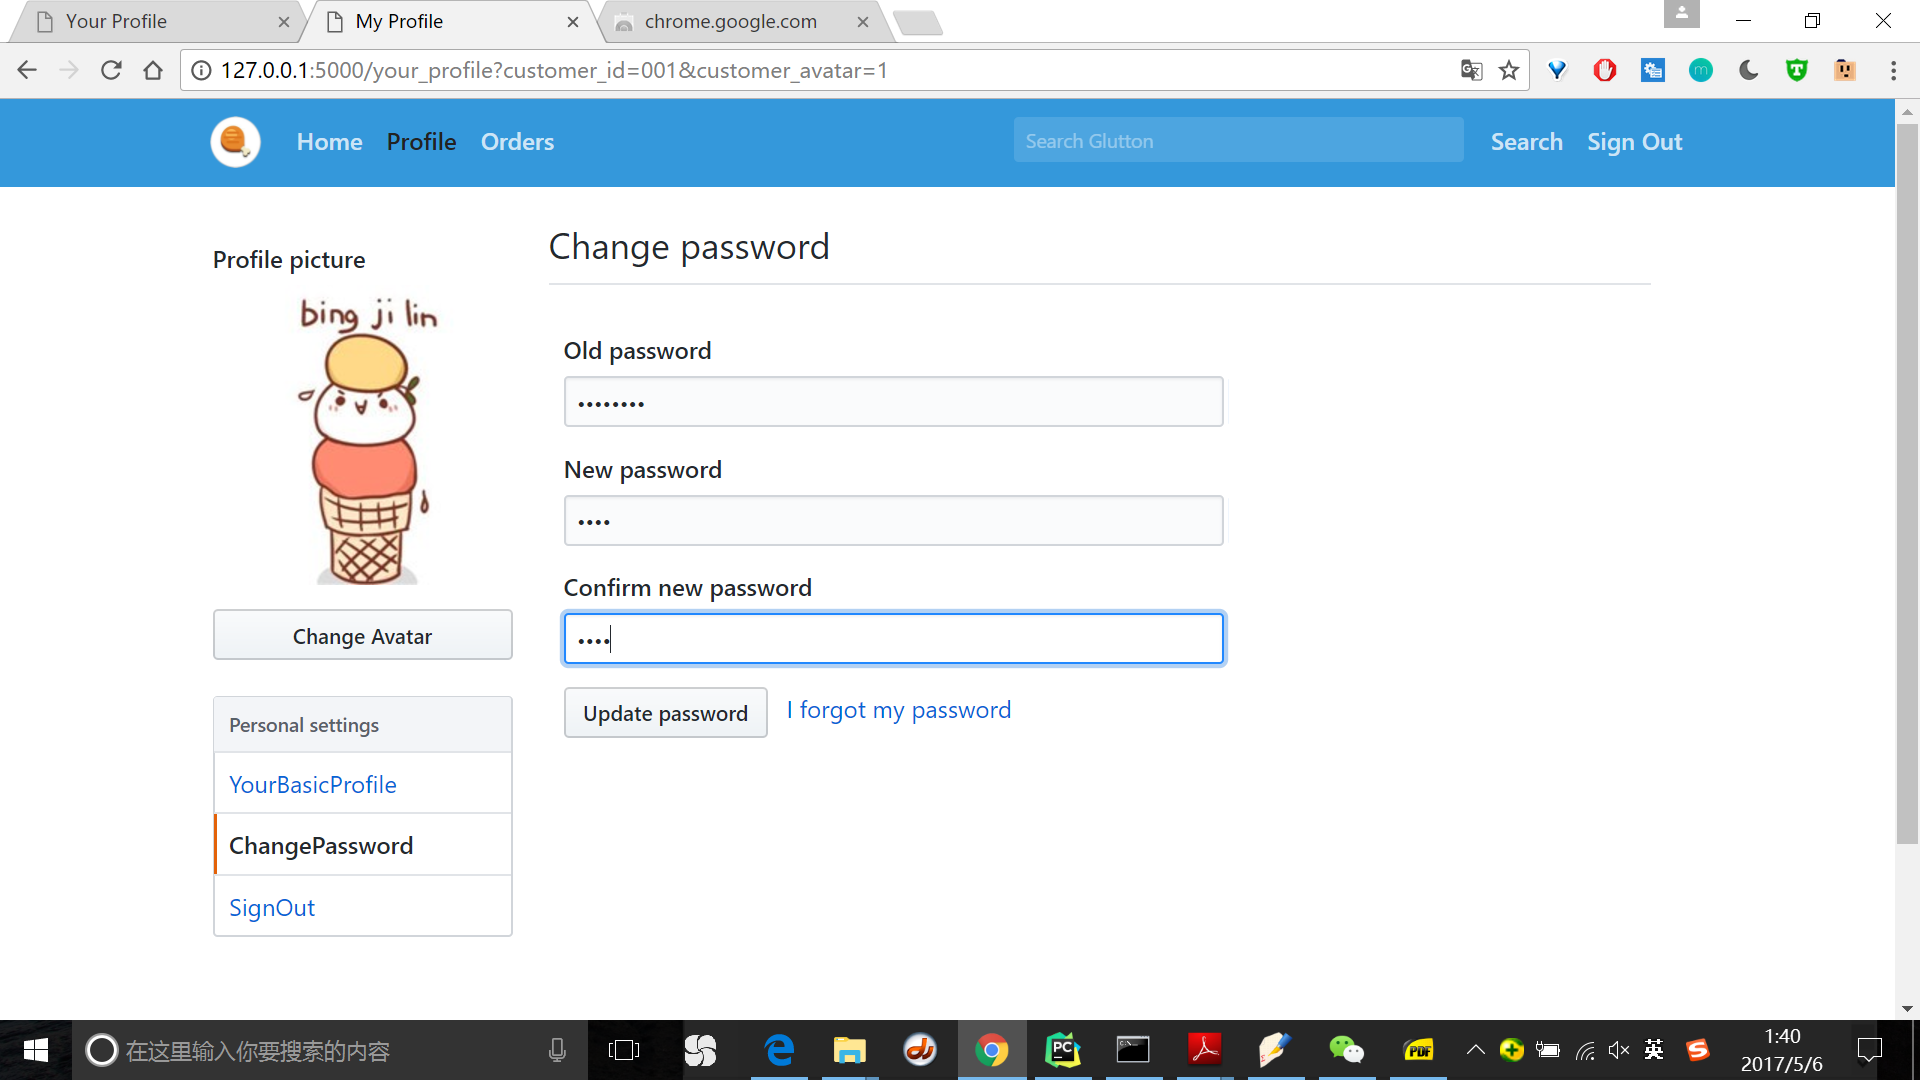 Your Profile
My Profile
chrome.google.com
127.0.0.1:5000/your_profile?customer_id=001&customer_avatar=1
Home
Profile
Orders
Search Glutton
Search
Sign Out
Profile picture
bing ji lin
Change Avatar
Personal settings
YourBasicProfile
ChangePassword
SignOut
Change password
Old password
••••••••
New password
••••
Confirm new password
••••
Update password
I forgot my password
在这里输入你要搜索的内容
PC
PDF
英
1:40
2017/5/6